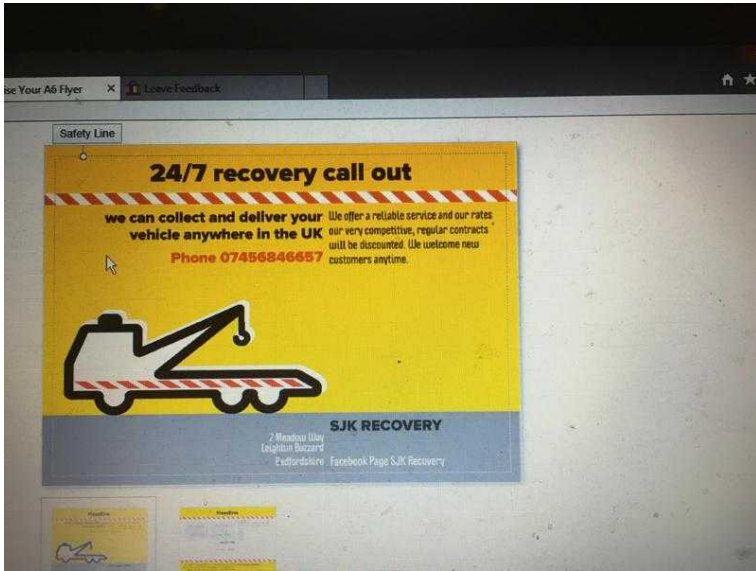 ise Your A6 Flyer
Leave Feedback
Safety Line
24/7 recovery call out
we can collect and deliver your
vehicle anywhere in the UK
Phone 07456846657
We offer a reliable service and our rates
our very competitive, regular contracts
will be discounted. We welcome new
customers anytime.
SJK RECOVERY
2 Meadow Way
Leighton Buzzard
Bedfordshire
Facebook Page SJK Recovery
Headline
Headline